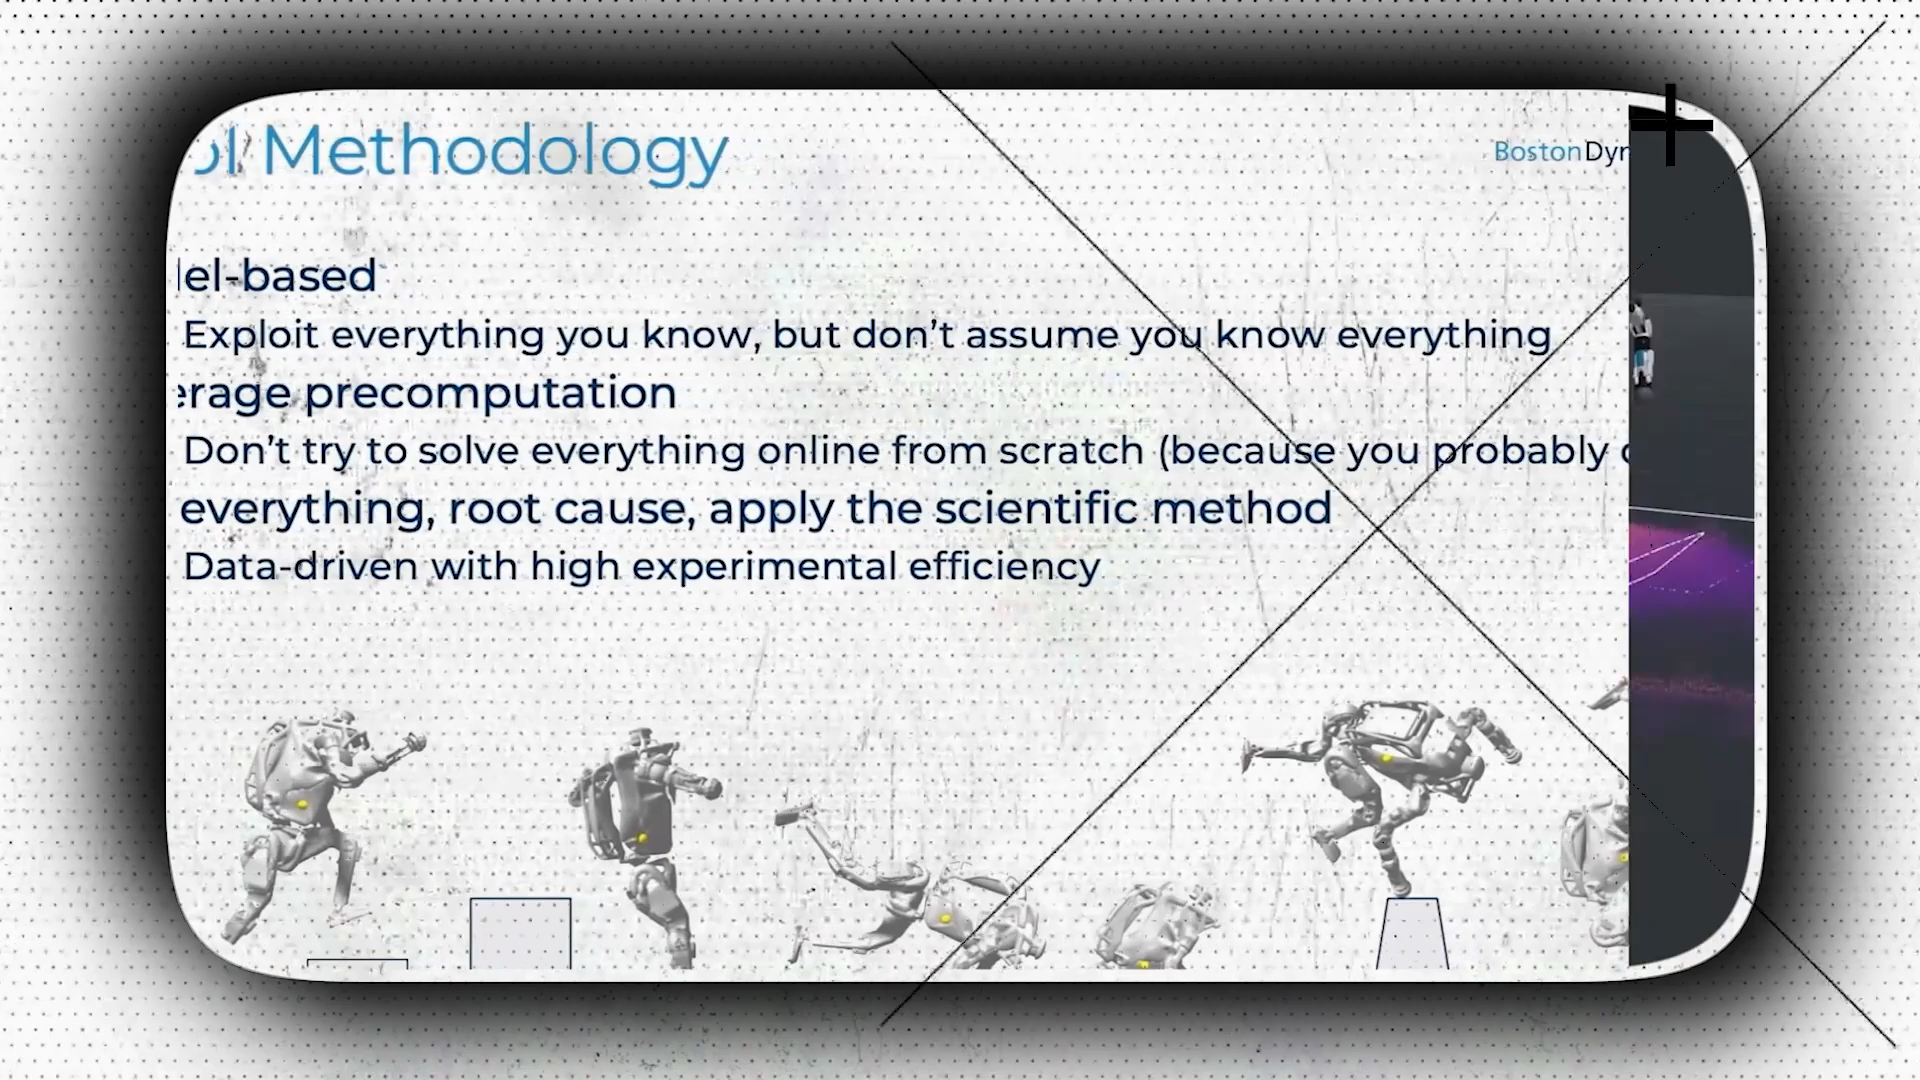 ol Methodology
BostonDyn
el-based
Exploit everything you know, but don’t assume you know everything
erage precomputation
Don’t try to solve everything online from scratch (because you probably
everything, root cause, apply the scientific method
Data-driven with high experimental efficiency